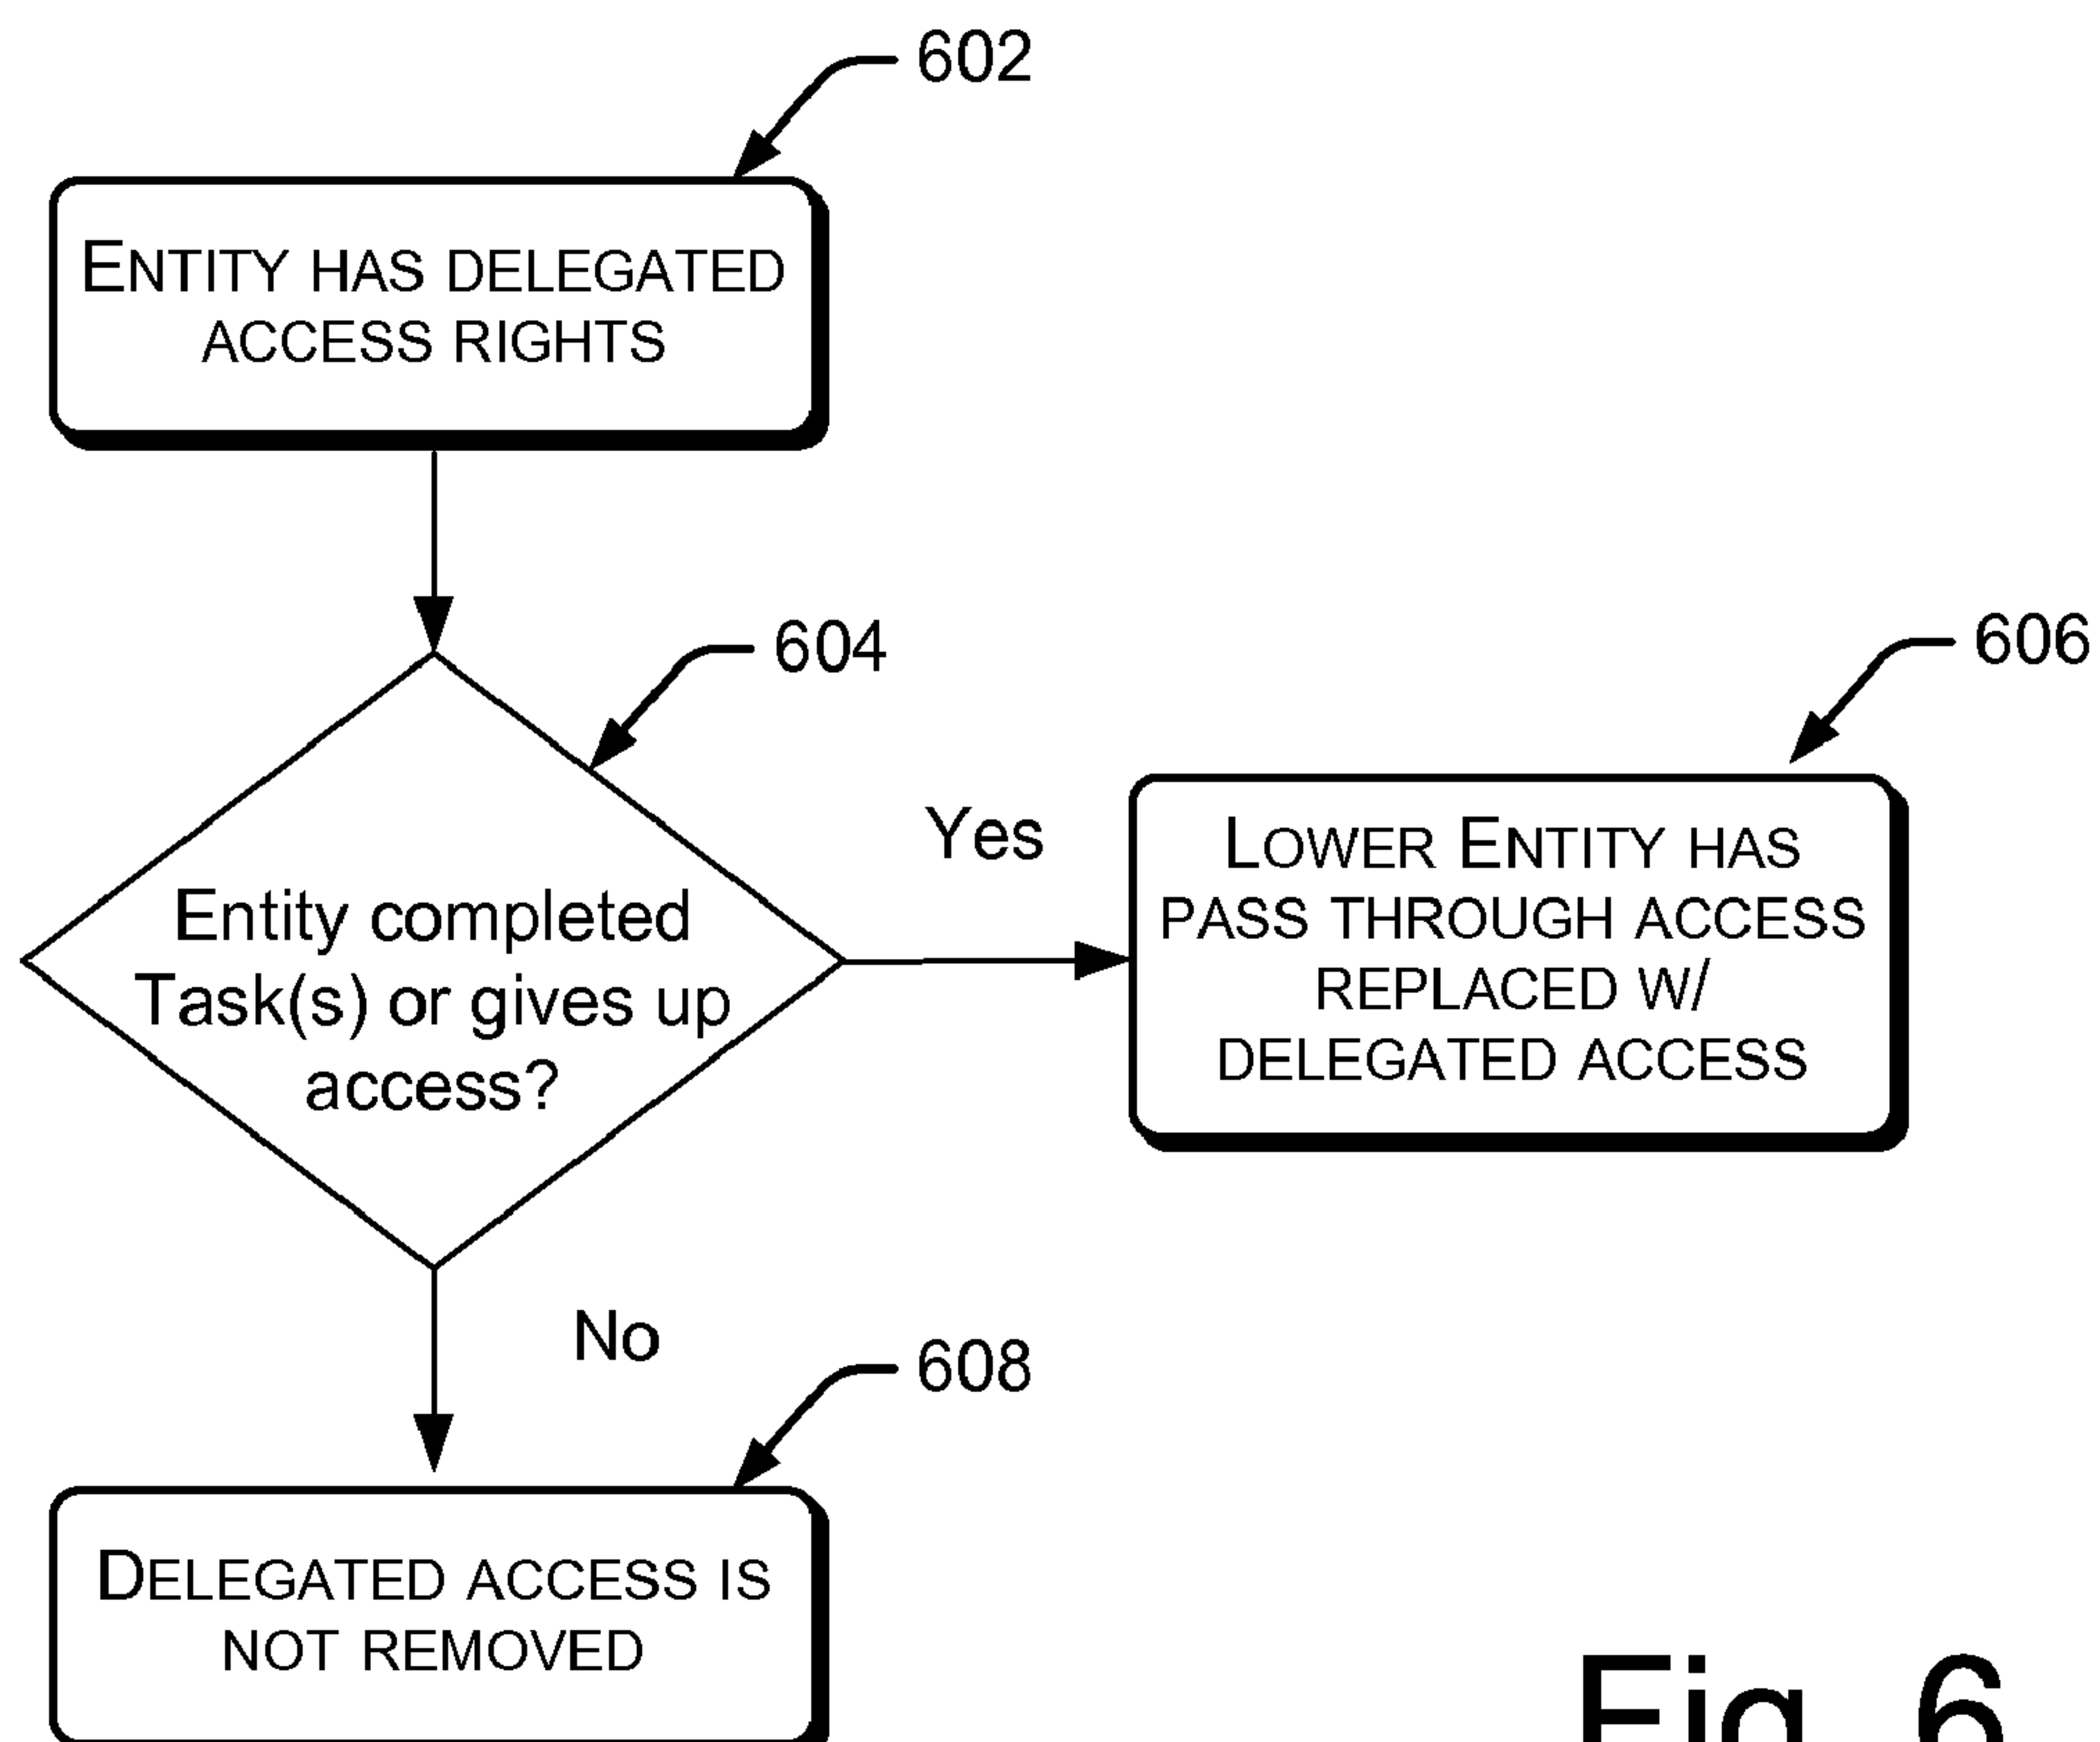 602
ENTITY HAS DELEGATED
ACCESS RIGHTS
604
Entity completed
Task(s) or gives up
access?
Yes
606
LOWER ENTITY HAS
PASS THROUGH ACCESS
REPLACED W/
DELEGATED ACCESS
No
608
DELEGATED ACCESS IS
NOT REMOVED
Fig. 6